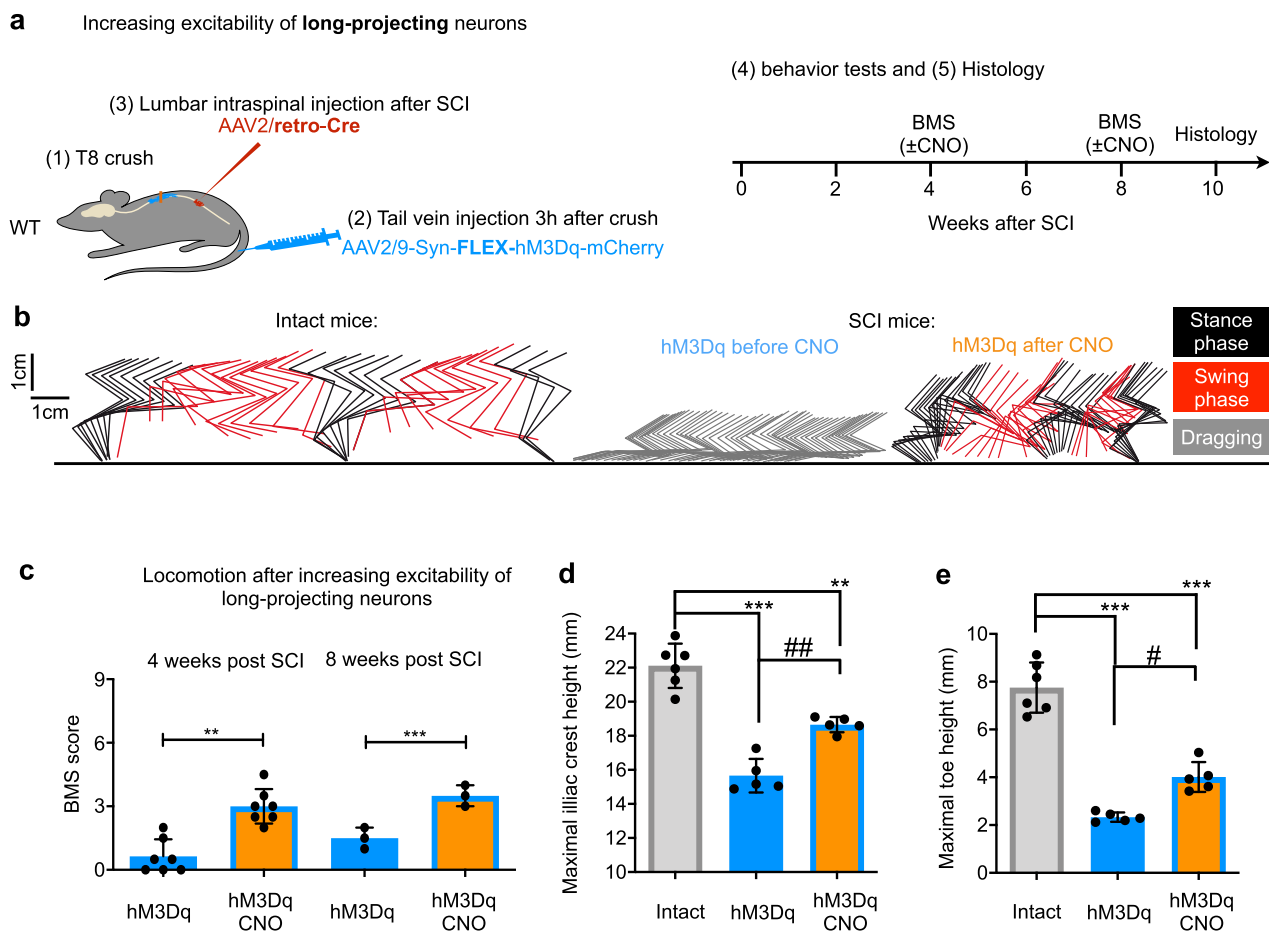 a
Increasing excitability of long-projecting neurons
(3) Lumbar intraspinal injection after SCI
AAV2/retro-Cre
(1) T8 crush
WT
(2) Tail vein injection 3h after crush
AAV2/9-Syn-FLEX-hM3Dq-mCherry
(4) behavior tests and (5) Histology
BMS
(±CNO)
BMS
(±CNO)
Histology
0 2 4 6 8 10
Weeks after SCI
b
Intact mice:
SCI mice:
hM3Dq before CNO
hM3Dq after CNO
1cm
1cm
Stance
phase
Swing
phase
Dragging
c
Locomotion after increasing excitability of
long-projecting neurons
4 weeks post SCI
8 weeks post SCI
BMS score
9
6
3
0
**
***
hM3Dq
hM3Dq
CNO
hM3Dq
hM3Dq
CNO
d
Maximal illiac crest height (mm)
24
22
20
18
16
14
12
10
**
***
##
Intact
hM3Dq
hM3Dq
CNO
e
Maximal toe height (mm)
10
8
6
4
2
0
***
***
#
Intact
hM3Dq
hM3Dq
CNO